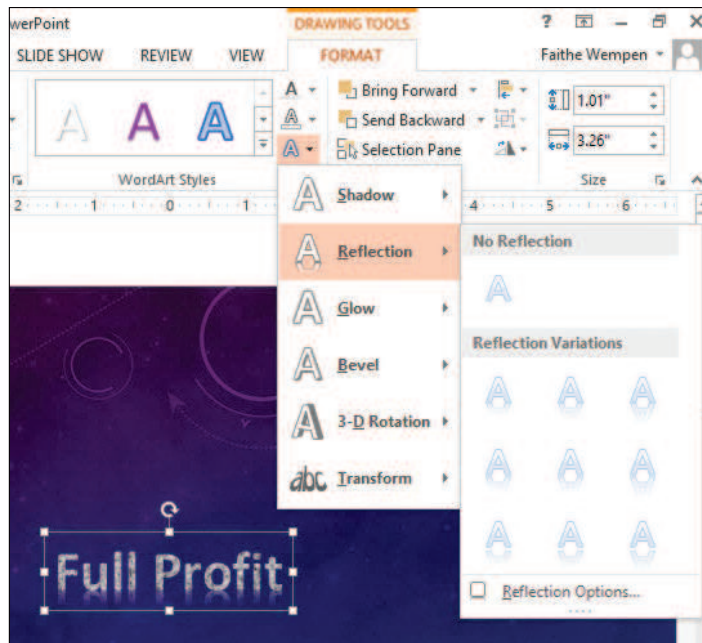 werPoint
DRAWING TOOLS
?
SLIDE SHOW REVIEW VIEW FORMAT Faithe Wempen
A A A
A
A
A
Bring Forward
Send Backward
Selection Pane
1.01"
3.26"
WordArt Styles
Size
2 1 0 1 4 5 6
A Shadow
A Reflection
A Glow
A Bevel
A 3-D Rotation
abc Transform
No Reflection
A
Reflection Variations
A A A
A A A
A A A
Reflection Options...
Full Profit